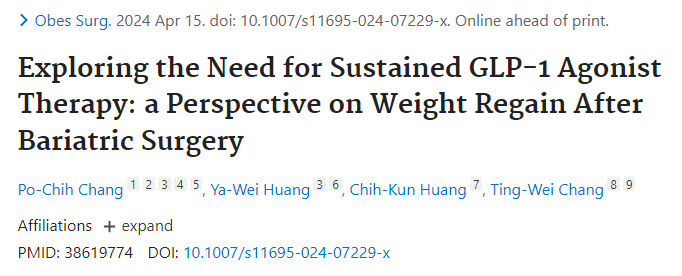 > Obes Surg. 2024 Apr 15. doi: 10.1007/s11695-024-07229-x. Online ahead of print.
Exploring the Need for Sustained GLP-1 Agonist
Therapy: a Perspective on Weight Regain After
Bariatric Surgery
Po-Chih Chang 1 2 3 4 5, Ya-Wei Huang 3 6, Chih-Kun Huang 7, Ting-Wei Chang 8 9
Affiliations + expand
PMID: 38619774 DOI: 10.1007/s11695-024-07229-x